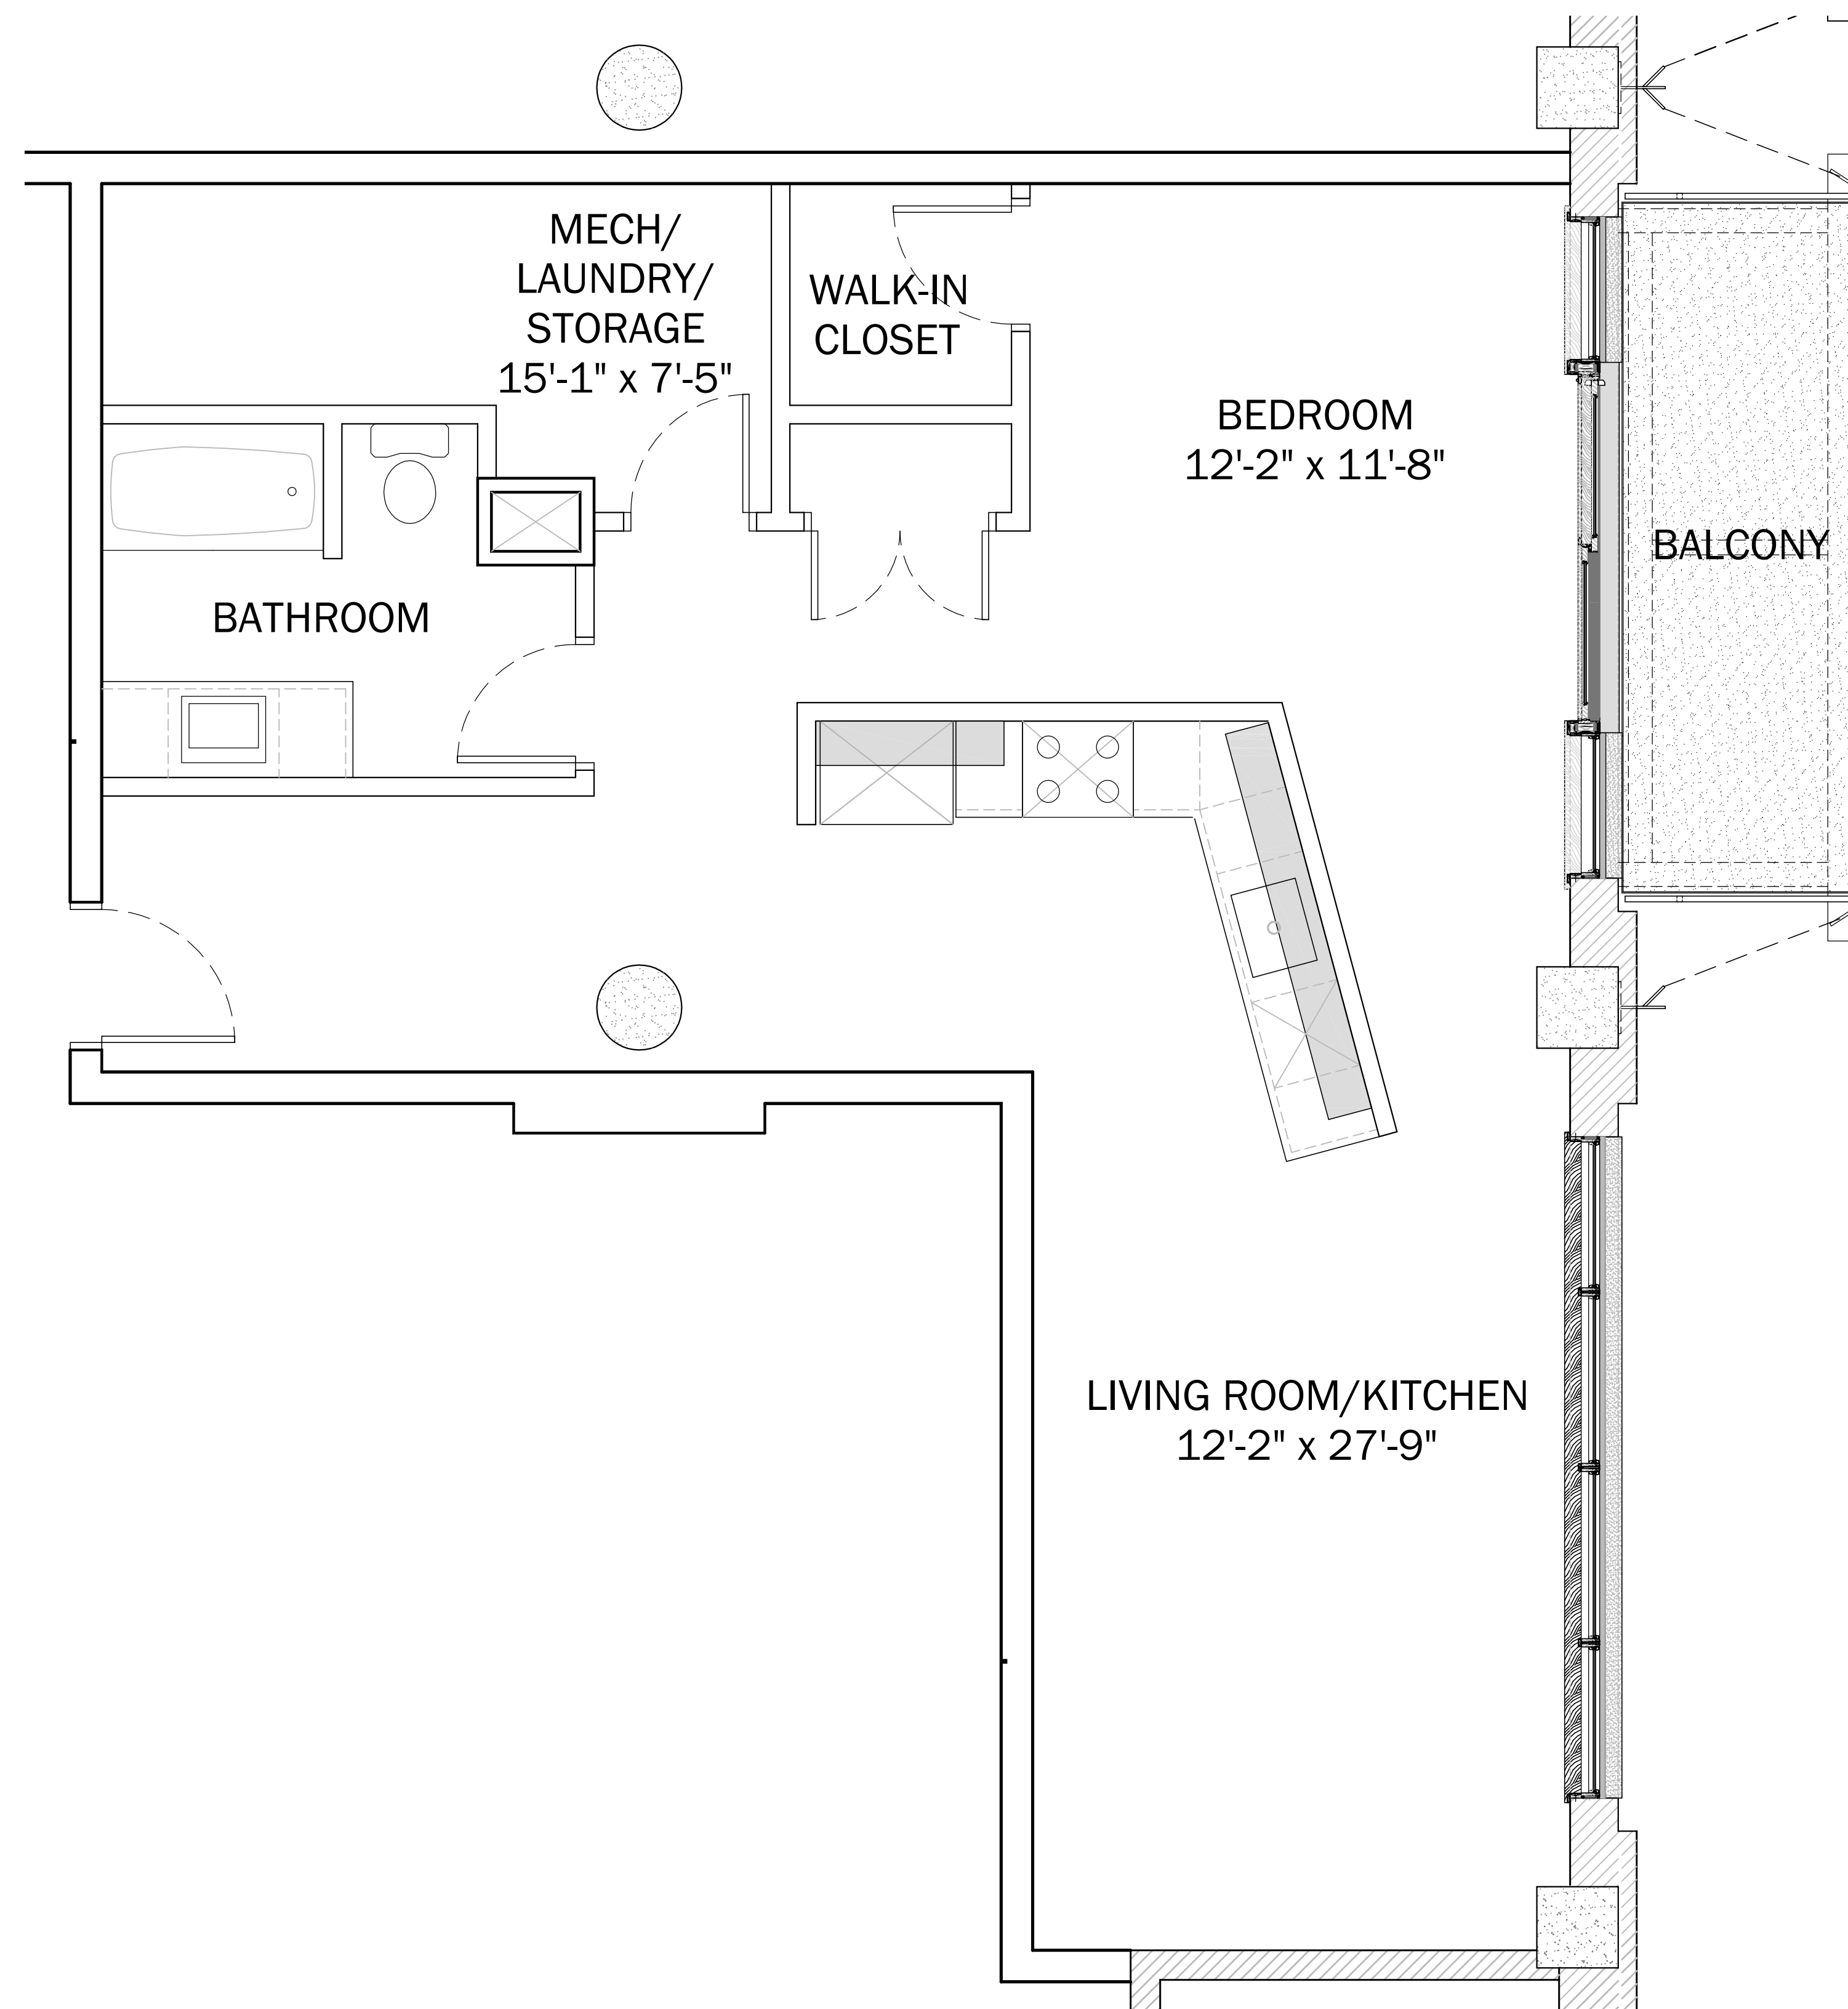 MECH/
LAUNDRY/
STORAGE
15'-1" x 7'-5"
WALK-IN
CLOSET
BEDROOM
12'-2" x 11'-8"
BALCONY
BATHROOM
LIVING ROOM/KITCHEN
12'-2" x 27'-9"